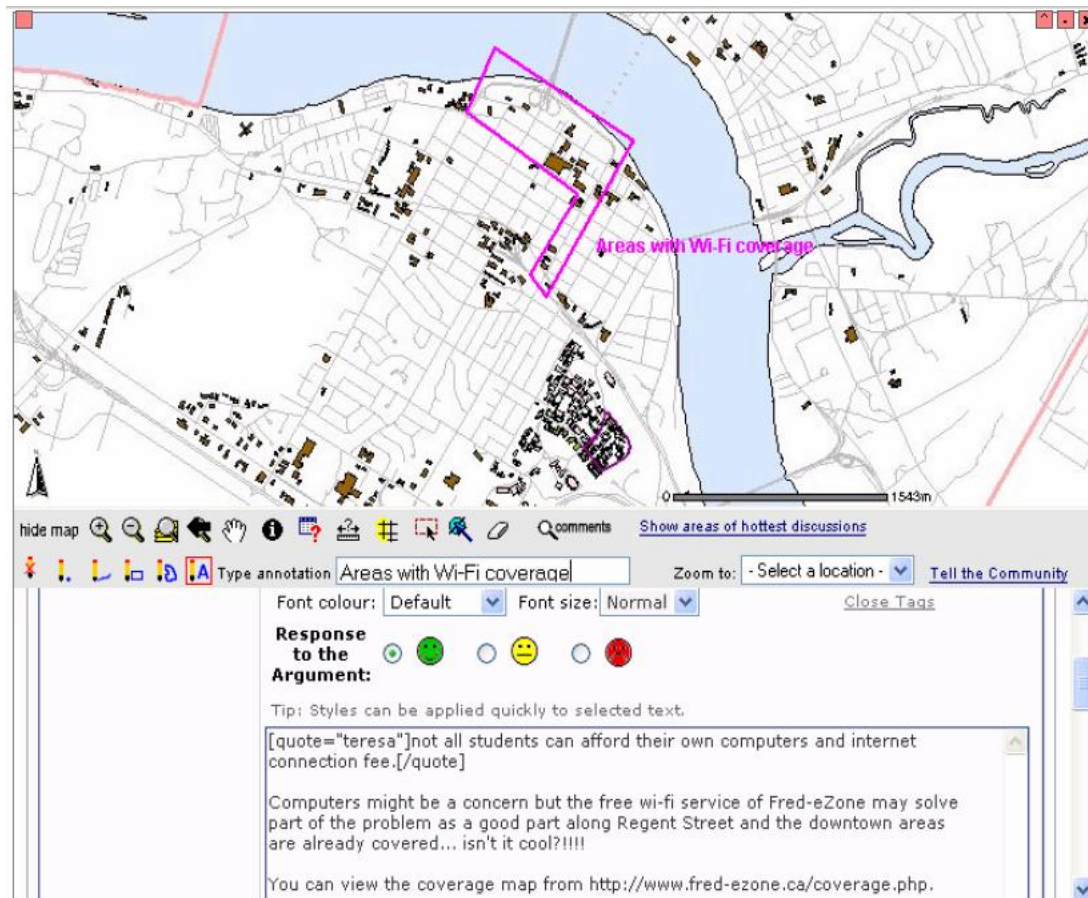 Areas with Wi-Fi coverage
0 1543m
hide map comments Show areas of hottest discussions
A Type annotation Areas with Wi-Fi coverage Zoom to: - Select a location - Tell the Community
Font colour: Default Font size: Normal Close Tags
Response
to the
Argument:
Tip: Styles can be applied quickly to selected text.
[quote="teresa"]not all students can afford their own computers and internet
connection fee.[/quote]
Computers might be a concern but the free wi-fi service of Fred-eZone may solve
part of the problem as a good part along Regent Street and the downtown areas
are already covered... isn't it cool?!!!!
You can view the coverage map from http://www.fred-ezone.ca/coverage.php.